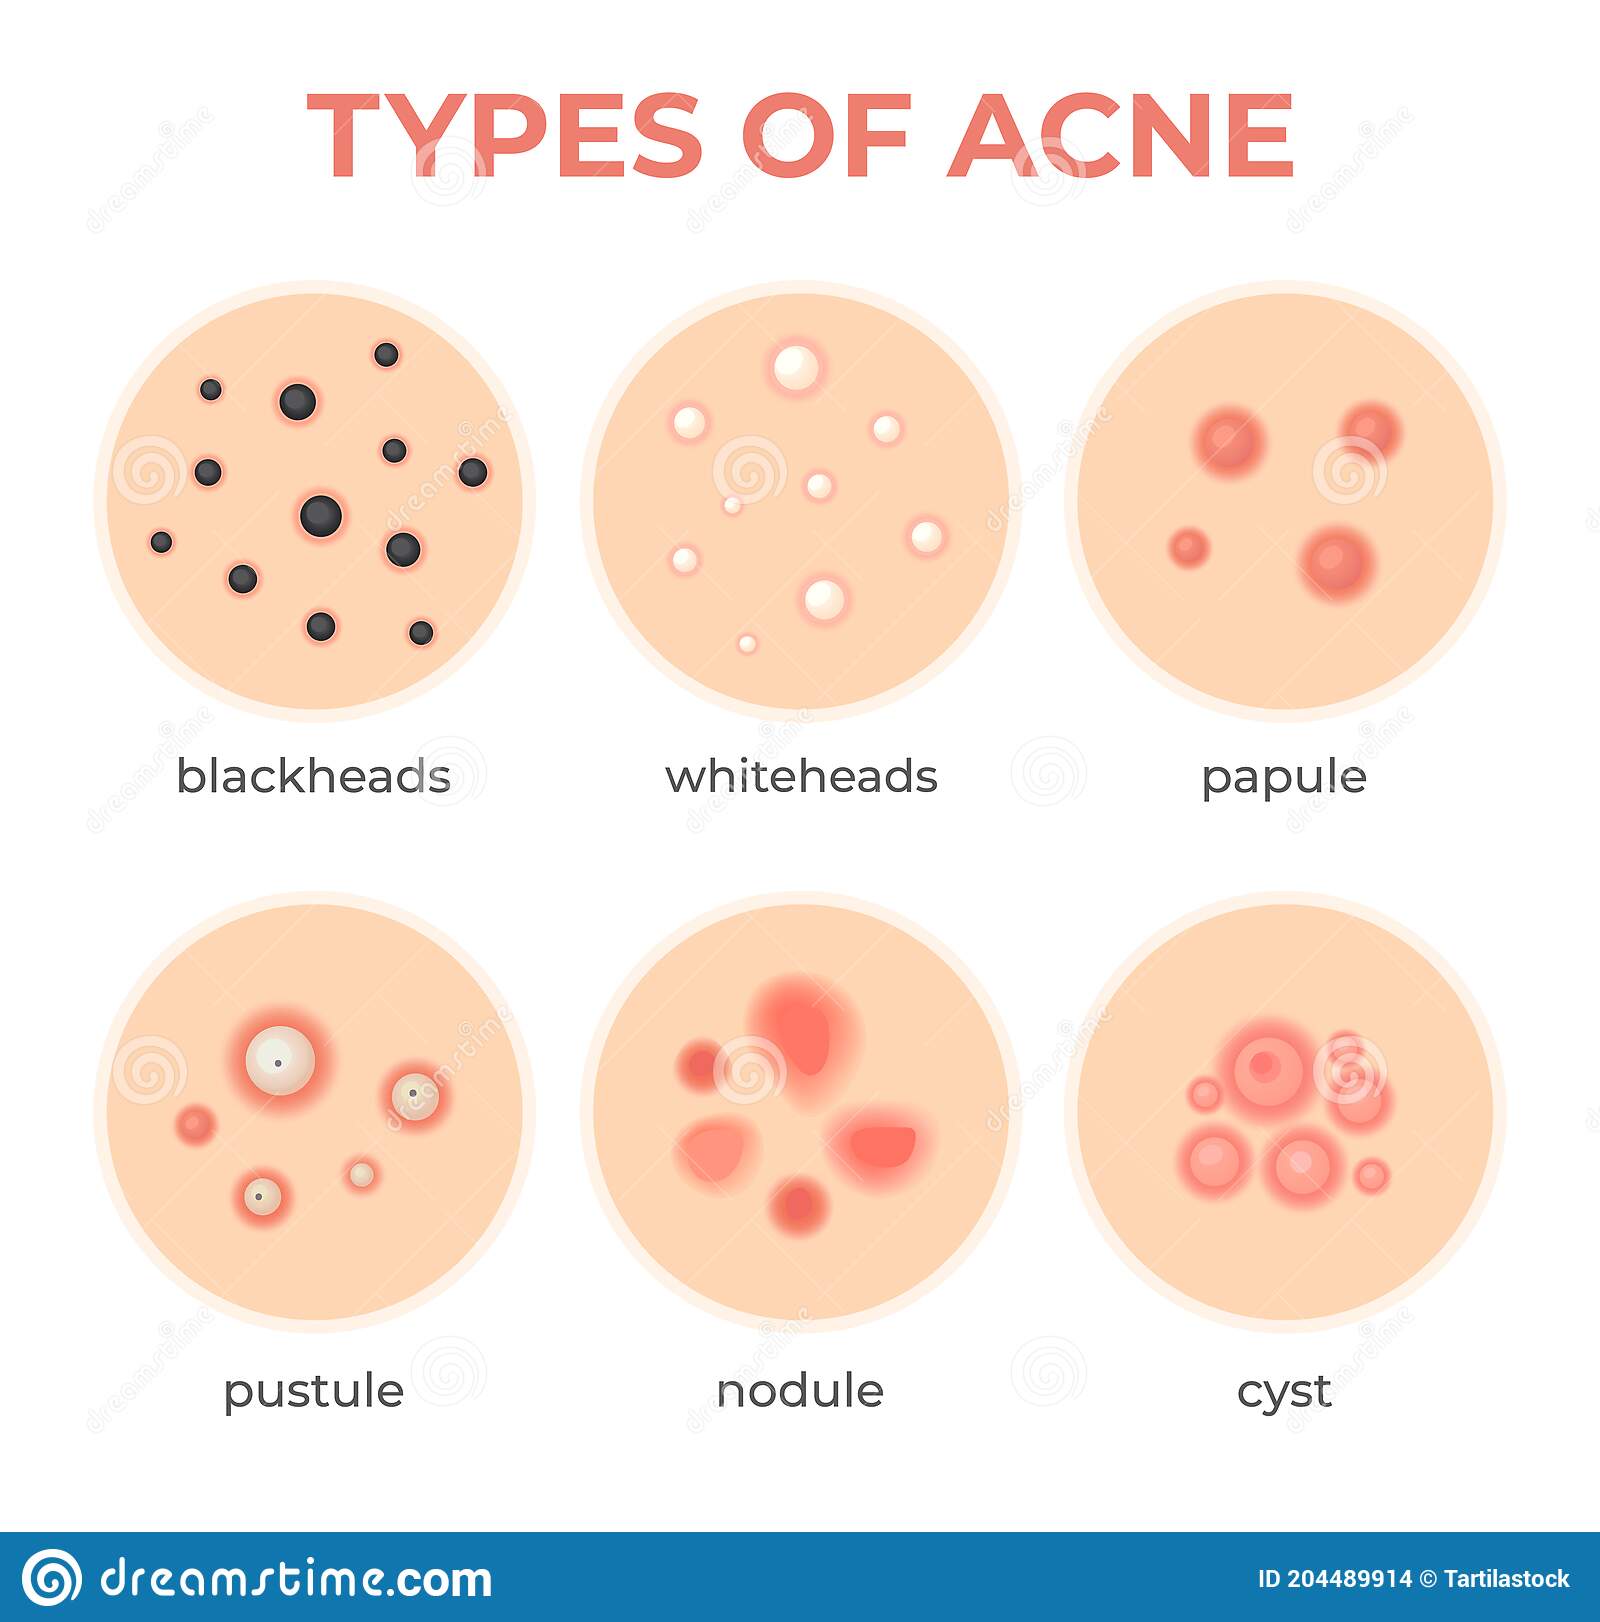 TYPES OF ACNE
blackheads
whiteheads
papule
pustule
nodule
cyst
dreamstime.com
ID 204489914 © Tartilastock